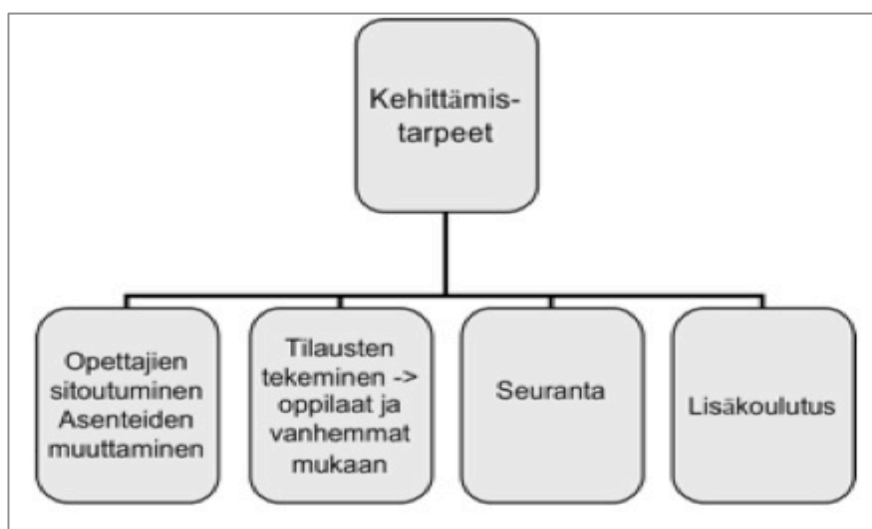 Kehittämis-
tarpeet
Opettajien
sitoutuminen
Asenteiden
muuttaminen
Tilausten
tekeminen ->
oppilaat ja
vanhemmat
mukaan
Seuranta
Lisäkoulutus